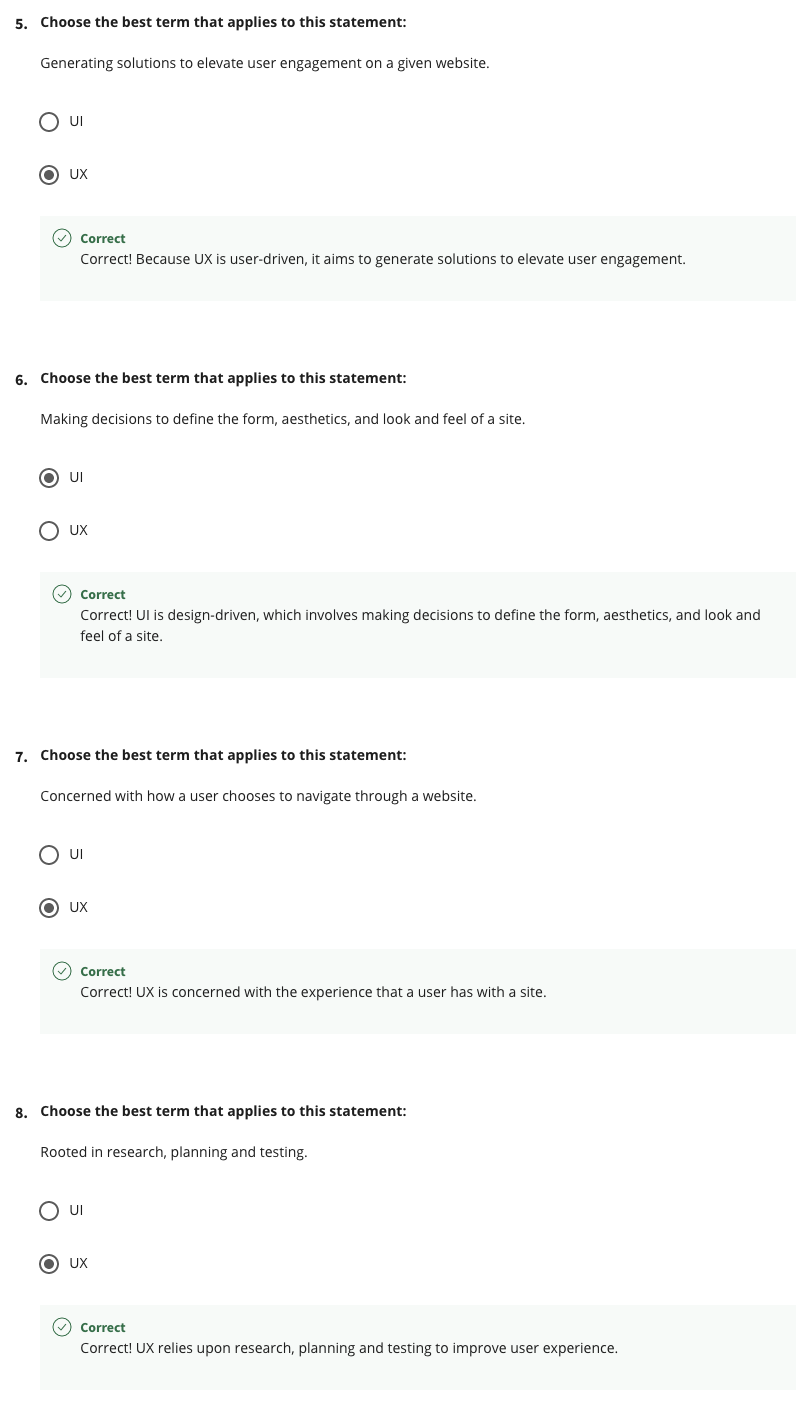 5. Choose the best term that applies to this statement:
Generating solutions to elevate user engagement on a given website.
UI
UX
Correct
Correct! Because UX is user-driven, it aims to generate solutions to elevate user engagement.
6. Choose the best term that applies to this statement:
Making decisions to define the form, aesthetics, and look and feel of a site.
UI
UX
Correct
Correct! UI is design-driven, which involves making decisions to define the form, aesthetics, and look and
feel of a site.
7. Choose the best term that applies to this statement:
Concerned with how a user chooses to navigate through a website.
UI
UX
Correct
Correct! UX is concerned with the experience that a user has with a site.
8. Choose the best term that applies to this statement:
Rooted in research, planning and testing.
UI
UX
Correct
Correct! UX relies upon research, planning and testing to improve user experience.